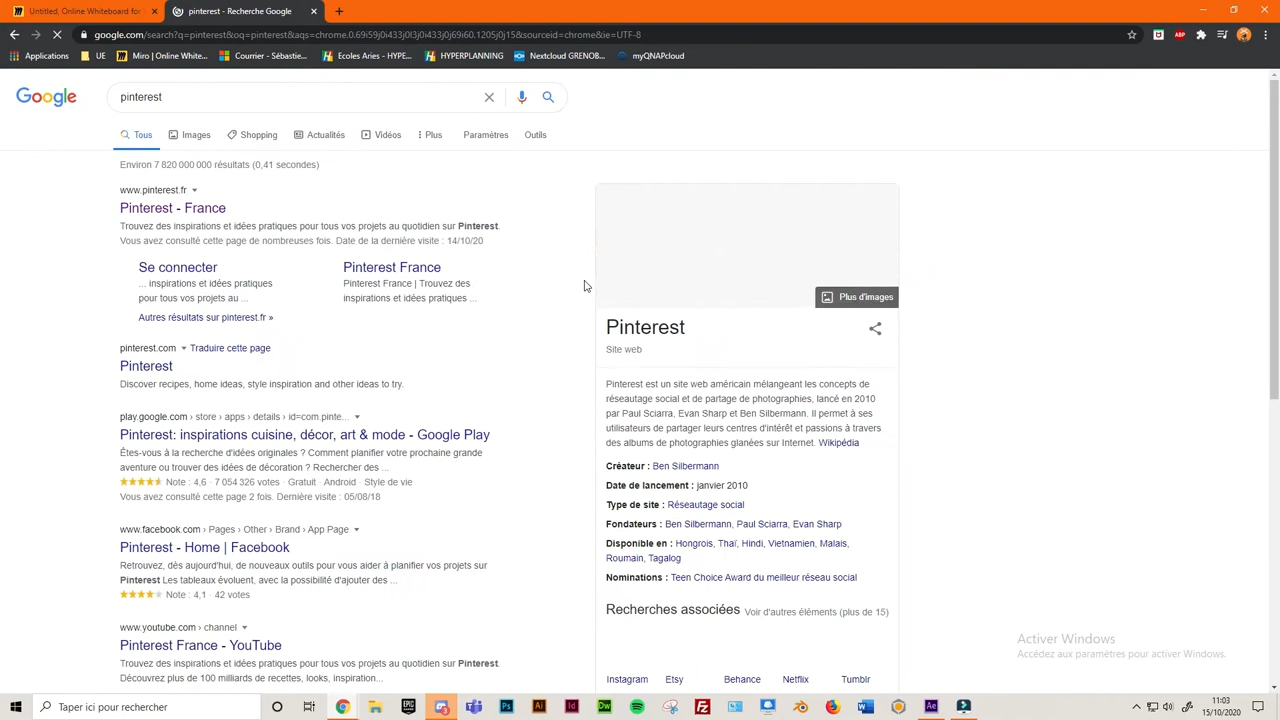 Untitled, Online Whiteboard for
pinterest - Recherche Google
google.com/search?q=pinterest&oq=pinterest&aqs=chrome.0.69i59j0i433j0l3j0i433j0j69i60.1205j0j15&sourceid=chrome&ie=UTF-8
ABP
Applications
UE
Miro | Online White...
Courrier - Sébastie...
Ecoles Aries - HYPE...
HYPERPLANNING
Nextcloud GRENOB...
myQNAPcloud
Google
pinterest
Tous
Images
Shopping
Actualités
Vidéos
Plus
Paramètres
Outils
Environ 7 820 000 000 résultats (0,41 secondes)
www.pinterest.fr
Pinterest - France
Trouvez des inspirations et idées pratiques pour tous vos projets au quotidien sur Pinterest.
Vous avez consulté cette page de nombreuses fois. Date de la dernière visite : 14/10/20
Se connecter
... inspirations et idées pratiques
pour tous vos projets au ...
Pinterest France
Pinterest France | Trouvez des
inspirations et idées pratiques ...
Autres résultats sur pinterest.fr »
pinterest.com
Traduire cette page
Pinterest
Discover recipes, home ideas, style inspiration and other ideas to try.
play.google.com › store › apps › details › id=com.pinte...
Pinterest: inspirations cuisine, décor, art & mode - Google Play
Êtes-vous à la recherche d'idées originales ? Comment planifier votre prochaine grande
aventure ou trouver des idées de décoration ? Rechercher des ...
Note : 4,6 · 7 054 326 votes · Gratuit · Android · Style de vie
Vous avez consulté cette page 2 fois. Dernière visite : 05/08/18
www.facebook.com › Pages › Other › Brand › App Page
Pinterest - Home | Facebook
Retrouvez, dès aujourd'hui, de nouveaux outils pour vous aider à planifier vos projets sur
Pinterest Les tableaux évoluent, avec la possibilité d'ajouter des ...
Note : 4,1 · 42 votes
www.youtube.com › channel
Pinterest France - YouTube
Trouvez des inspirations et idées pratiques pour tous vos projets au quotidien sur Pinterest.
Découvrez plus de 100 milliards de recettes, looks, inspiration...
Plus d'images
Pinterest
Site web
Pinterest est un site web américain mélangeant les concepts de
réseautage social et de partage de photographies, lancé en 2010
par Paul Sciarra, Evan Sharp et Ben Silbermann. Il permet à ses
utilisateurs de partager leurs centres d'intérêt et passions à travers
des albums de photographies glanées sur Internet. Wikipédia
Créateur : Ben Silbermann
Date de lancement : janvier 2010
Type de site : Réseautage social
Fondateurs : Ben Silbermann, Paul Sciarra, Evan Sharp
Disponible en : Hongrois, Thaï, Hindi, Vietnamien, Malais,
Roumain, Tagalog
Nominations : Teen Choice Award du meilleur réseau social
Recherches associées
Voir d'autres éléments (plus de 15)
Instagram
Etsy
Behance
Netflix
Tumblr
Activer Windows
Accédez aux paramètres pour activer Windows.
Taper ici pour rechercher
EPIC
Ps
Ai
Id
Dw
Fz
W
Ae
11:03
15/10/2020